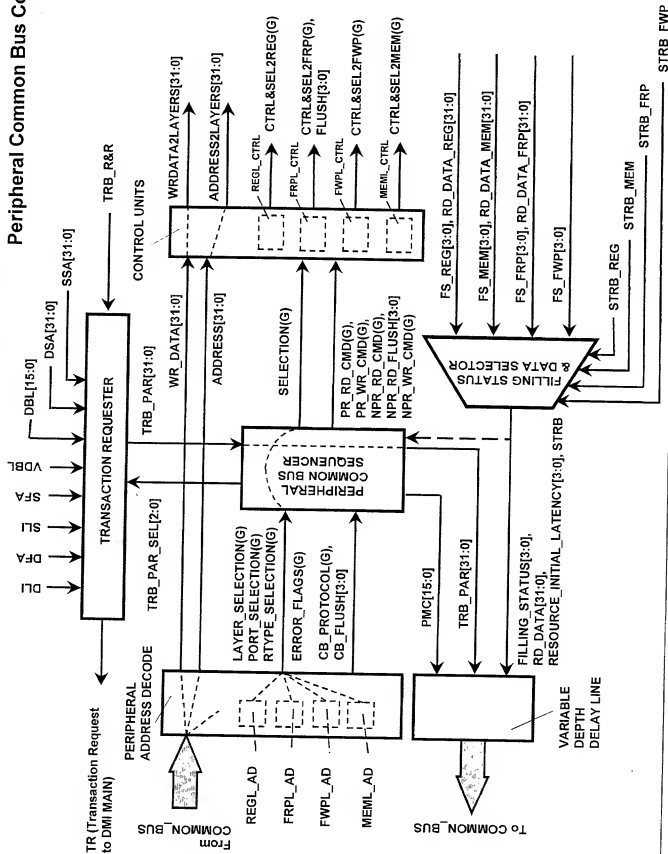 Peripheral Common Bus Co
DLI
DFA
SLI
SFA
VDBL
DBL[15:0]
DSA[31:0]
SSA[31:0]
TRB_R&R
TRANSACTION REQUESTER
TR (Transaction Request
to DMI MAIN)
TRB_PAR_SEL[2:0]
TRB_PAR[31:0]
CONTROL UNITS
WR_DATA[31:0]
ADDRESS[31:0]
WRDATA2LAYERS[31:0]
ADDRESS2LAYERS[31:0]
PERIPHERAL
ADDRESS DECODE
From
COMMON_BUS
REGL_AD
FRPL_AD
FWPL_AD
MEML_AD
LAYER_SELECTION(G)
PORT_SELECTION(G)
RTYPE_SELECTION(G)
ERROR_FLAGS(G)
CB_PROTOCOL(G)
CB_FLUSH[3:0]
PERIPHERAL
COMMON BUS
SEQUENCER
SELECTION(G)
PR_RD_CMD(G),
PR_WR_CMD(G)
NPR_RD_CMD(G)
NPR_RD_FLUSH[3:0]
NPR_WR_CMD(G)
REGL_CTRL
CTRL&SEL2REG(G)
FRPL_CTRL
CTRL&SEL2FRP(G),
FLUSH[3:0]
FWPL_CTRL
CTRL&SEL2FWP(G)
MEML_CTRL
CTRL&SEL2MEM(G)
PMC[15:0]
TRB_PAR[31:0]
FILLING_STATUS[3:0],
RD_DATA[31:0],
RESOURCE_INITIAL_LATENCY[3:0], STRB
To COMMON_BUS
VARIABLE
DEPTH
DELAY LINE
FILLING STATUS
& DATA SELECTOR
FS_REG[3:0], RD_DATA_REG[31:0]
FS_MEM[3:0], RD_DATA_MEM[31:0]
FS_FRP[3:0], RD_DATA_FRP[31:0]
FS_FWP[3:0]
STRB_REG
STRB_MEM
STRB_FRP
STRB_FWP